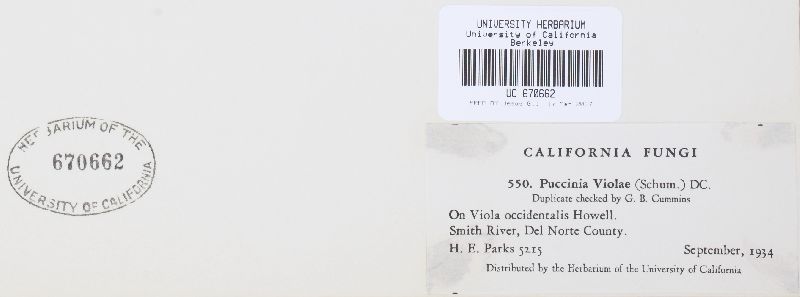 UNIVERSITY HERBARIUM
University of California
Berkeley
UC 670662
HERBARIUM OF THE
670662
UNIVERSITY OF CALIFORNIA
CALIFORNIA FUNGI
550. Puccinia Violae (Schum.) DC.
Duplicate checked by G. B. Cummins
On Viola occidentalis Howell.
Smith River, Del Norte County.
H. E. Parks 5215 September, 1934
Distributed by the Herbarium of the University of California